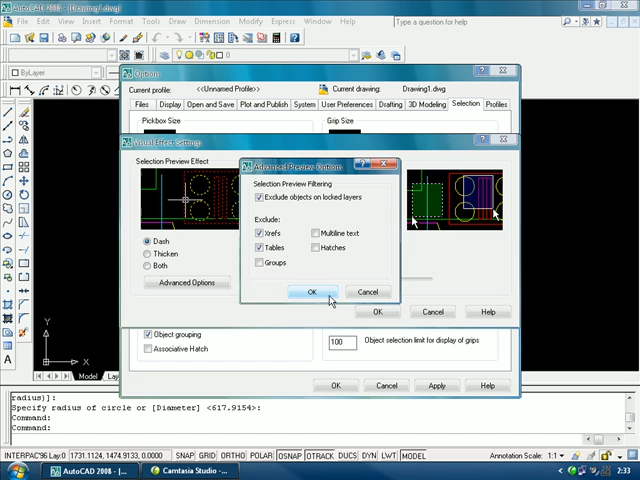 AutoCAD 2008 - [Drawing1.dwg]
File Edit View Insert Format Tools Draw Dimension Modify Express Window Help
Type a question for help
0
ByLayer
Options
Current profile: <<Unnamed Profile>> Current drawing: Drawing1.dwg
Files Display Open and Save Plot and Publish System User Preferences Drafting 3D Modeling Selection Profiles
Pickbox Size Grip Size
Visual Effect Settings
Selection Preview Effect
Dash
Thicken
Both
Advanced Options
Advanced Preview Options
Selection Preview Filtering
Exclude objects on locked layers
Exclude:
Xrefs Multiline text
Tables Hatches
Groups
OK Cancel
OK Cancel Help
Object grouping
Associative Hatch
100 Object selection limit for display of grips
OK Cancel Apply Help
Y
X
Model Lay
radius)]:
Specify radius of circle or [Diameter] <617.9154>:
Command:
Command:
INTERPAC'96 Lay:0 1731.1124, 1474.9133, 0.0000 SNAP GRID ORTHO POLAR OSNAP OTRACK DUCS DYN LWT MODEL Annotation Scale: 1:1
AutoCAD 2008 - [... Camtasia Studio - ... 2:33